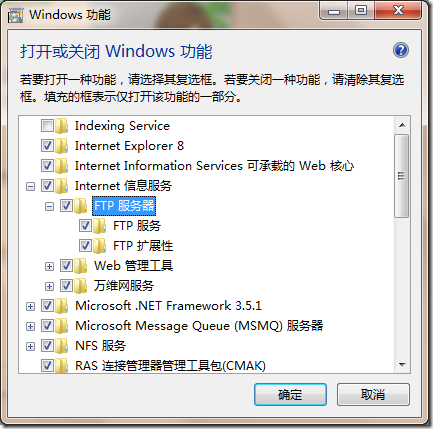 Windows 功能
打开或关闭 Windows 功能
若要打开一种功能，请选择其复选框。若要关闭一种功能，请清除其复选
框。填充的框表示仅打开该功能的一部分。
Indexing Service
Internet Explorer 8
Internet Information Services 可承载的 Web 核心
Internet 信息服务
FTP 服务器
FTP 服务
FTP 扩展性
Web 管理工具
万维网服务
Microsoft .NET Framework 3.5.1
Microsoft Message Queue (MSMQ) 服务器
NFS 服务
RAS 连接管理器管理工具包(CMAK)
确定
取消